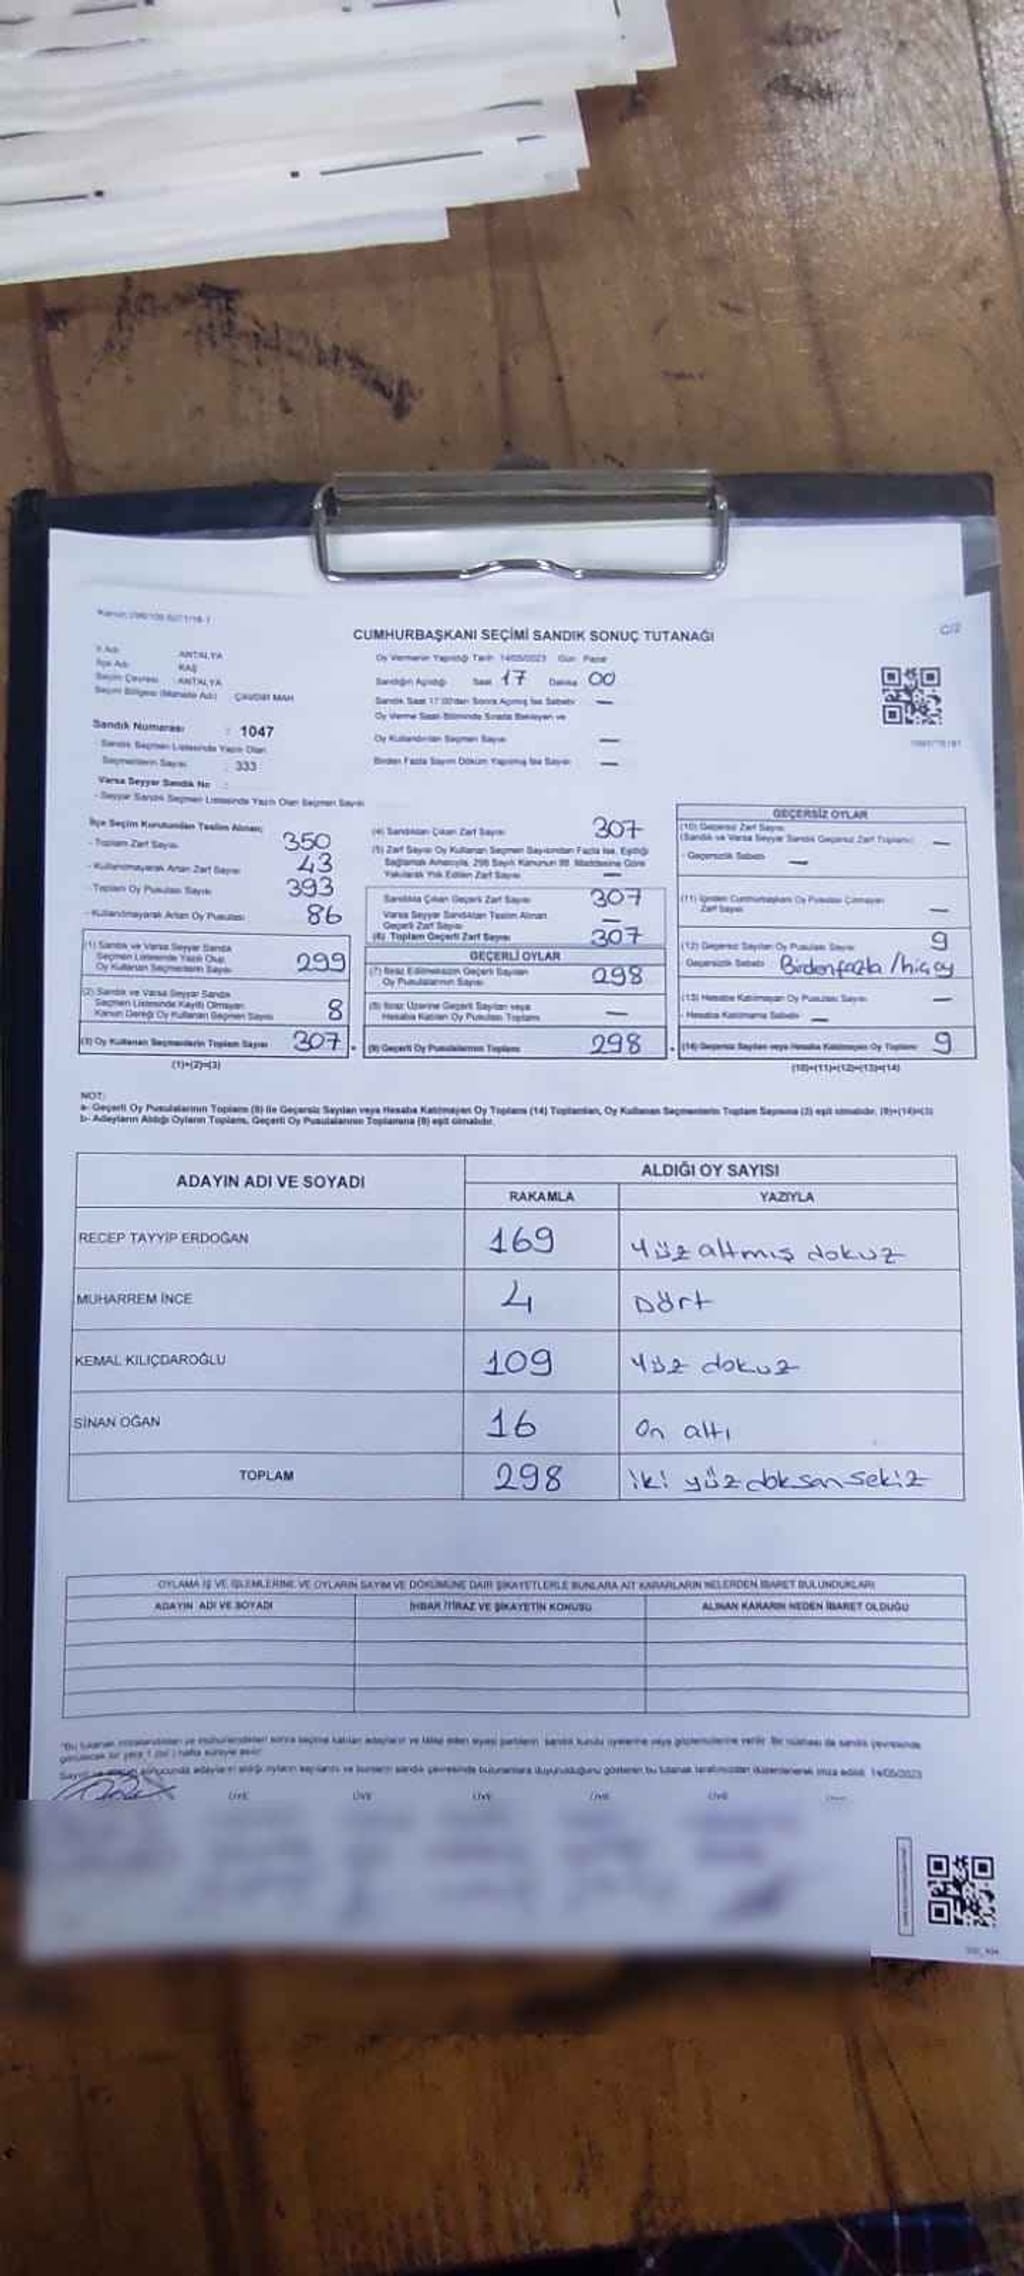 C/2
CUMHURBAŞKANI SEÇİMİ SANDIK SONUÇ TUTANAĞI
İl Adı : ANTALYA
İlçe Adı : KAŞ
Seçim Çevresi : ANTALYA
Seçim Bölgesi (Mahalle Adı) : ÇAVDIR MAH
Sandık Numarası : 1047
Sandık Seçmen Listesinde Yazılı Olan
Seçmenlerin Sayısı : 333
Varsa Seyyar Sandık No :
- Seyyar Sandık Seçmen Listesinde Yazılı Olan Seçmen Sayısı
Oy Vermenin Yapıldığı Tarih 14/05/2023 Gün Pazar
Sandığın Açıldığı Saat 17 Dakika 00
Sandık Saat 17.00'den Sonra Açılmış İse Sebebi —
Oy Verme Saati Bitiminde Sırada Bekleyen ve
Oy Kullandırılan Seçmen Sayısı —
Birden Fazla Sayım Döküm Yapılmış İse Sayısı —
İlçe Seçim Kurulundan Teslim Alınan;
- Toplam Zarf Sayısı 350
- Kullanılmayarak Artan Zarf Sayısı 43
- Toplam Oy Pusulası Sayısı 393
- Kullanılmayarak Artan Oy Pusulası 86
(1) Sandık ve Varsa Seyyar Sandık
Seçmen Listesinde Yazılı Olup
Oy Kullanan Seçmenlerin Sayısı 299
(2) Sandık ve Varsa Seyyar Sandık
Seçmen Listesinde Kayıtlı Olmayan
Kanun Gereği Oy Kullanan Seçmen Sayısı 8
(3) Oy Kullanan Seçmenlerin Toplam Sayısı 307
(1)+(2)=(3)
(4) Sandıktan Çıkan Zarf Sayısı 307
(5) Zarf Sayısı Oy Kullanan Seçmen Sayısından Fazla İse, Eşitliği
Sağlamak Amacıyla, 298 Sayılı Kanunun 98. Maddesine Göre
Yakılarak Yok Edilen Zarf Sayısı —
Sandıkta Çıkan Geçerli Zarf Sayısı 307
Varsa Seyyar Sandıktan Teslim Alınan
Geçerli Zarf Sayısı —
(6) Toplam Geçerli Zarf Sayısı 307
GEÇERLİ OYLAR
(7) İtiraz Edilmeksizin Geçerli Sayılan
Oy Pusulalarının Sayısı 298
(8) İtiraz Üzerine Geçerli Sayılan veya
Hesaba Katılan Oy Pusulası Toplamı —
(9) Geçerli Oy Pusulalarının Toplamı 298
GEÇERSİZ OYLAR
(10) Geçersiz Zarf Sayısı
(Sandık ve Varsa Seyyar Sandık Geçersiz Zarf Toplamı) —
- Geçersizlik Sebebi —
(11) İçinden Cumhurbaşkanı Oy Pusulası Çıkmayan
Zarf Sayısı —
(12) Geçersiz Sayılan Oy Pusulası Sayısı 9
- Geçersizlik Sebebi Birdenfazla / hiç oy
(13) Hesaba Katılmayan Oy Pusulası Sayısı —
- Hesaba Katılmama Sebebi —
(14) Geçersiz Sayılan veya Hesaba Katılmayan Oy Toplamı 9
(10)+(11)+(12)+(13)=(14)
NOT:
a- Geçerli Oy Pusulalarının Toplamı (9) ile Geçersiz Sayılan veya Hesaba Katılmayan Oy Toplamı (14) Toplamları, Oy Kullanan Seçmenlerin Toplam Sayısına (3) eşit olmalıdır. (9)+(14)=(3)
b- Adayların Aldığı Oyların Toplamı, Geçerli Oy Pusulalarının Toplamına (9) eşit olmalıdır.
ADAYIN ADI VE SOYADI ALDIĞI OY SAYISI
RAKAMLA YAZIYLA
RECEP TAYYİP ERDOĞAN 169 Yüz altmış dokuz
MUHARREM İNCE 4 Dört
KEMAL KILIÇDAROĞLU 109 Yüz dokuz
SİNAN OĞAN 16 On altı
TOPLAM 298 iki yüz doksan sekiz
OYLAMA İŞ VE İŞLEMLERİNE VE OYLARIN SAYIM VE DÖKÜMÜNE DAİR ŞİKAYETLERLE BUNLARA AİT KARARLARIN NELERDEN İBARET BULUNDUKLARI
ADAYIN ADI VE SOYADI İHBAR İTİRAZ VE ŞİKAYETİN KONUSU ALINAN KARARIN NEDEN İBARET OLDUĞU
ÜYE ÜYE ÜYE ÜYE ÜYE